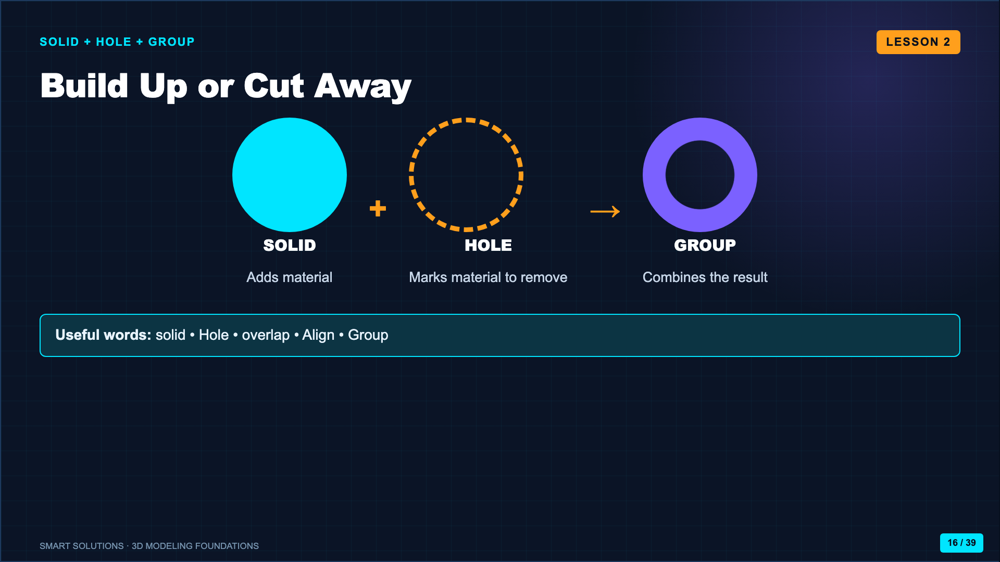 SOLID + HOLE + GROUP
LESSON 2
Build Up or Cut Away
+
→
SOLID
HOLE
GROUP
Adds material
Marks material to remove
Combines the result
Useful words: solid • Hole • overlap • Align • Group
SMART SOLUTIONS · 3D MODELING FOUNDATIONS
16 / 39